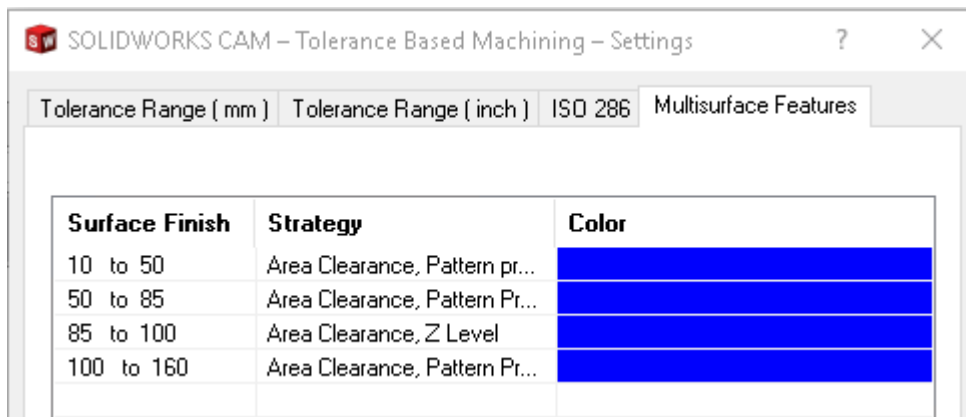 SW SOLIDWORKS CAM – Tolerance Based Machining – Settings ? ×
Tolerance Range ( mm ) Tolerance Range ( inch ) ISO 286 Multisurface Features
Surface Finish Strategy Color
10 to 50 Area Clearance, Pattern pr...
50 to 85 Area Clearance, Pattern Pr...
85 to 100 Area Clearance, Z Level
100 to 160 Area Clearance, Pattern Pr...